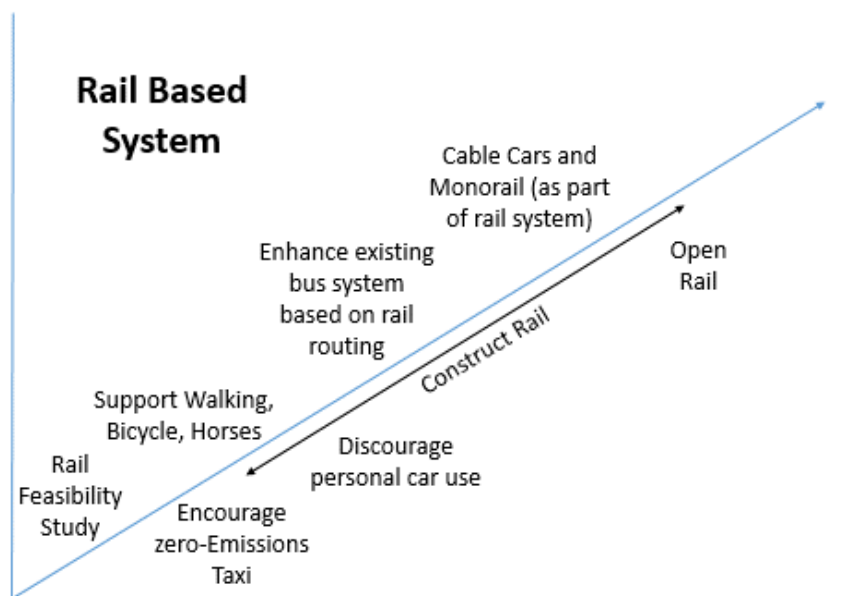 Rail Based
System
Cable Cars and
Monorail (as part
of rail system)
Enhance existing
bus system
based on rail
routing
Open
Rail
Construct Rail
Support Walking,
Bicycle, Horses
Discourage
personal car use
Rail
Feasibility
Study
Encourage
zero-Emissions
Taxi